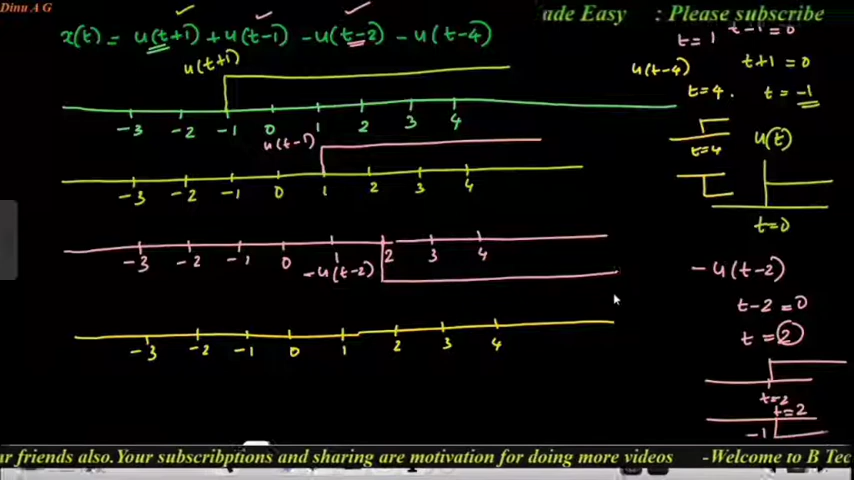 Dinu A G
ade Easy : Please subscribe
x(t) = u(t+1) + u(t-1) - u(t-2) - u(t-4)
t=1 t-1=0
u(t+1)
u(t-4)
t+1=0
t=4. t=-1
-3 -2 -1 0 1 2 3 4
u(t-1)
t=4
u(t)
-3 -2 -1 0 1 2 3 4
t=0
-3 -2 -1 0 1 2 3 4
-u(t-2)
-u(t-2)
t-2=0
t=2
-3 -2 -1 0 1 2 3 4
t=2
t=2
-1
ur friends also.Your subscribptions and sharing are motivation for doing more videos -Welcome to B Tec